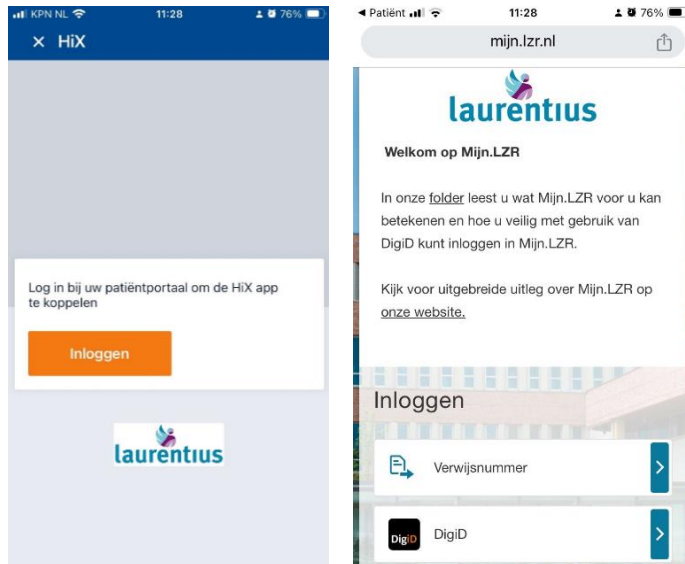 KPN NL 11:28 76%
× HiX
Log in bij uw patiëntportaal om de HiX app
te koppelen
Inloggen
laurentius
◀ Patiënt 11:28 76%
mijn.lzr.nl
laurentius
Welkom op Mijn.LZR
In onze folder leest u wat Mijn.LZR voor u kan
betekenen en hoe u veilig met gebruik van
DigiD kunt inloggen in Mijn.LZR.
Kijk voor uitgebreide uitleg over Mijn.LZR op
onze website.
Inloggen
Verwijsnummer
DigiD DigiD